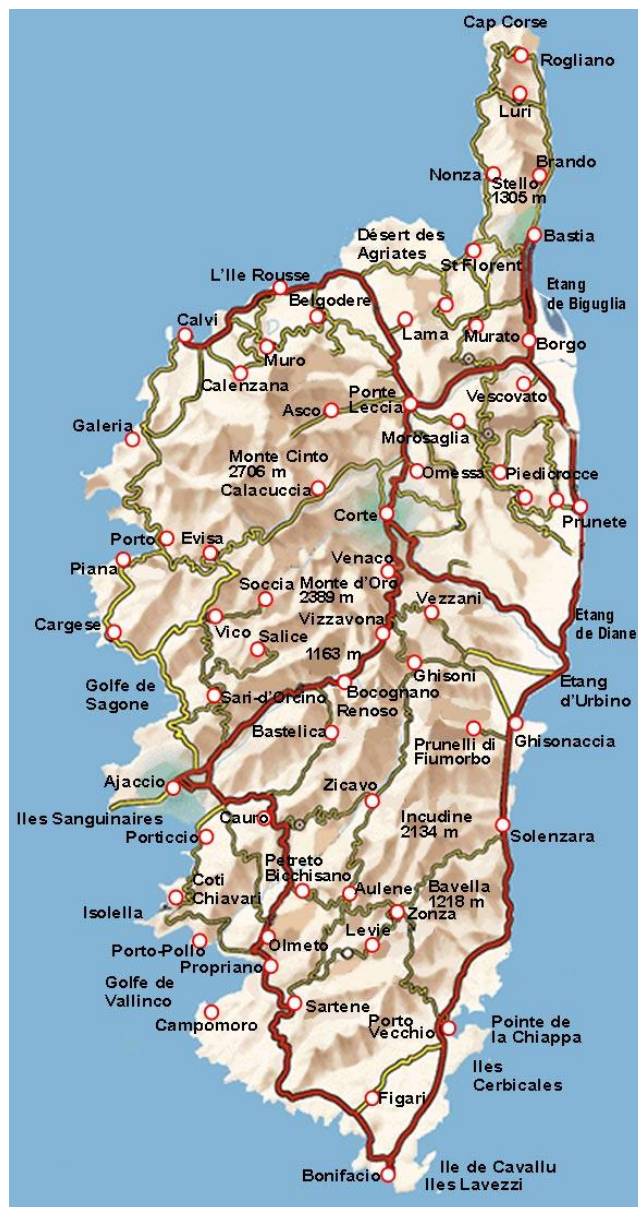 Cap Corse
Rogliano
Luri
Nonza
Brando
Stello
1305 m
Bastia
Désert des
Agriates
St Florent
L'Ile Rousse
Belgodere
Etang
de Biguglia
Calvi
Lama
Murato
Borgo
Muro
Calenzana
Vescovato
Ponte
Leccia
Asco
Galeria
Morosaglia
Monte Cinto
2706 m
Omessa
Piedicrocce
Calacuccia
Corte
Prunete
Porto
Evisa
Piana
Venaco
Soccia
Monte d'Oro
2389 m
Vezzani
Cargese
Vico
Vizzavona
Etang
de Diane
Salice
1163 m
Ghisoni
Golfe de
Sagone
Sari-d'Orcino
Bocognano
Renoso
Etang
d'Urbino
Bastelica
Prunelli di
Fiumorbo
Ghisonaccia
Ajaccio
Zicavo
Iles Sanguinaires
Cauro
Incudine
2134 m
Solenzara
Porticcio
Petreto
Bicchisano
Coti
Chiavari
Aulene
Bavella
1218 m
Isolella
Zonza
Levie
Porto-Pollo
Olmeto
Propriano
Golfe de
Vallinco
Sartene
Campomoro
Porto
Vecchio
Pointe de
la Chiappa
Iles
Cerbicales
Figari
Bonifacio
Ile de Cavallu
Iles Lavezzi